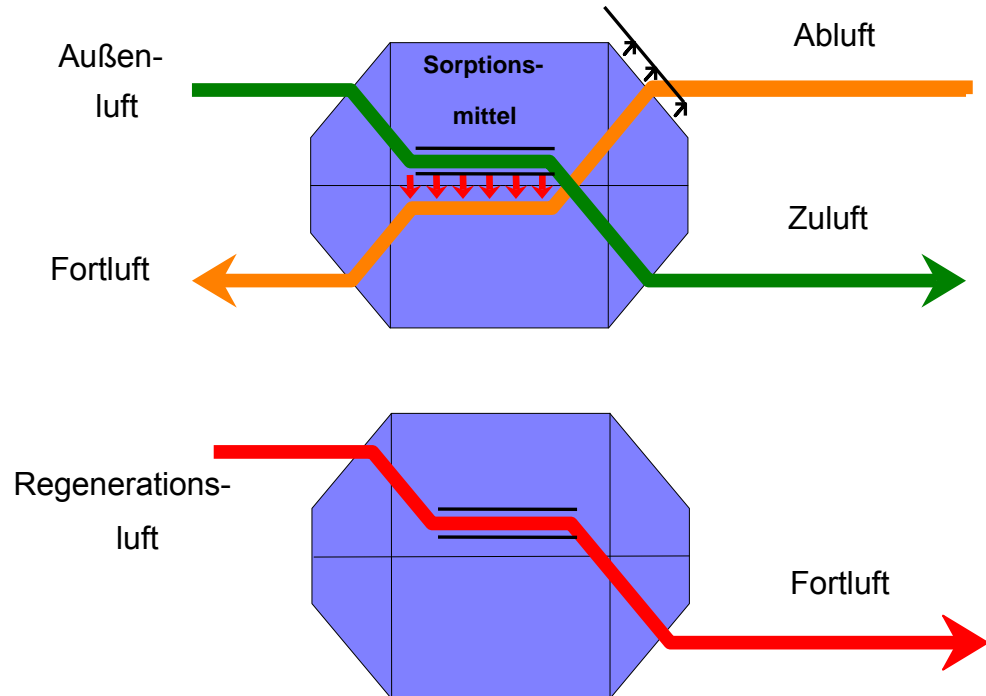 Außen-
luft
Sorptions-
mittel
Abluft
Fortluft
Zuluft
Regenerations-
luft
Fortluft